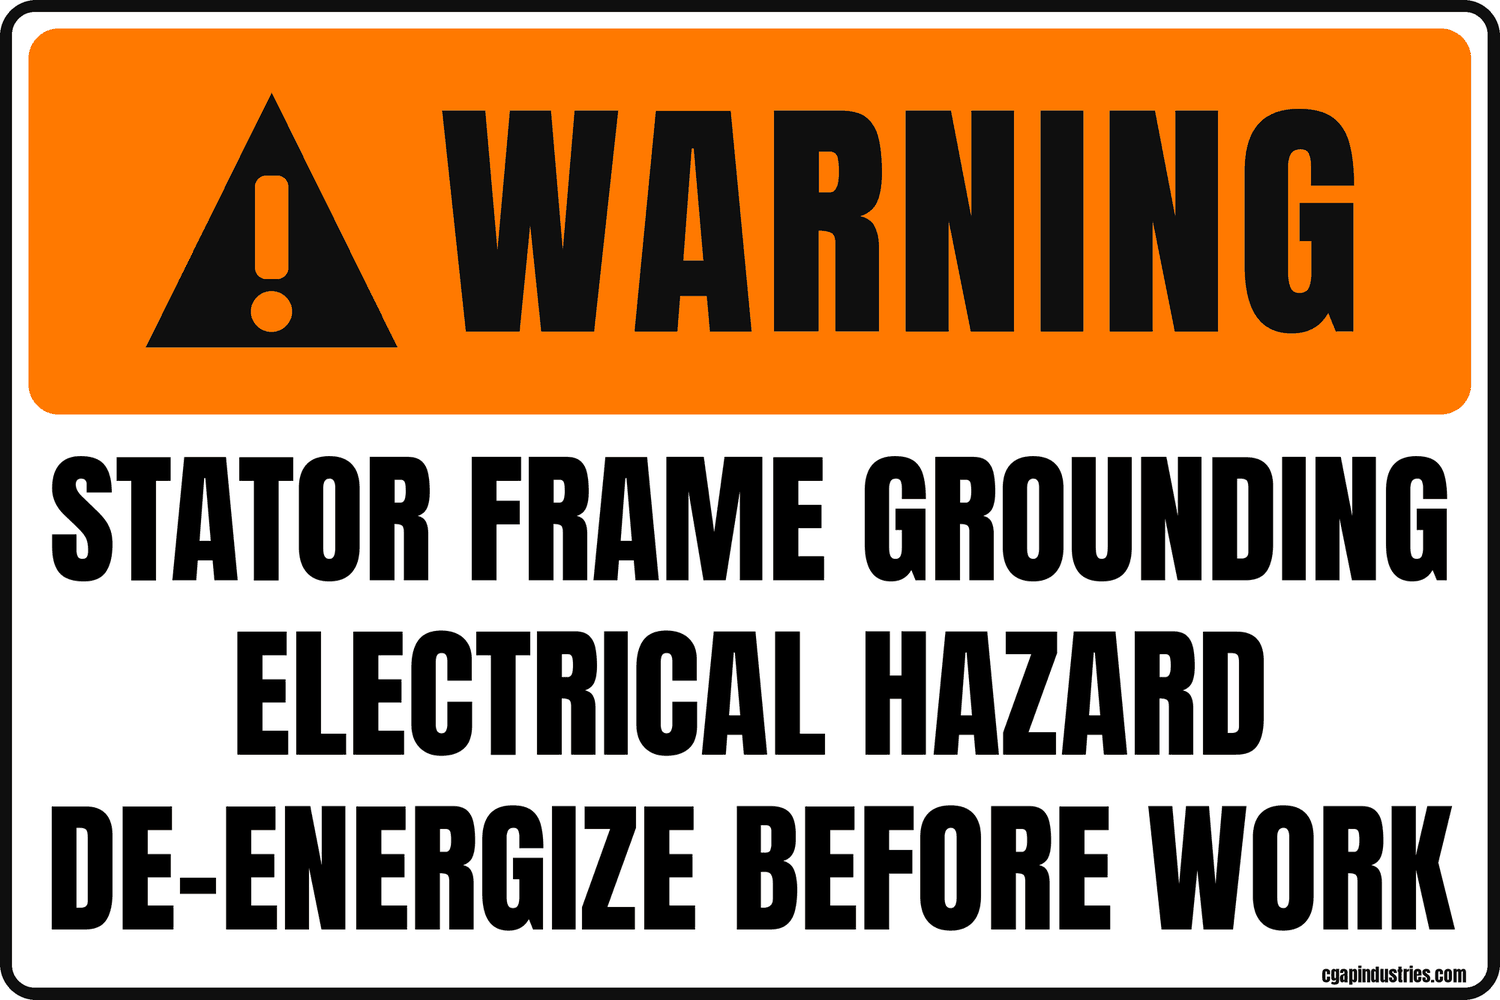 WARNING
STATOR FRAME GROUNDING
ELECTRICAL HAZARD
DE-ENERGIZE BEFORE WORK
cgapindustries.com